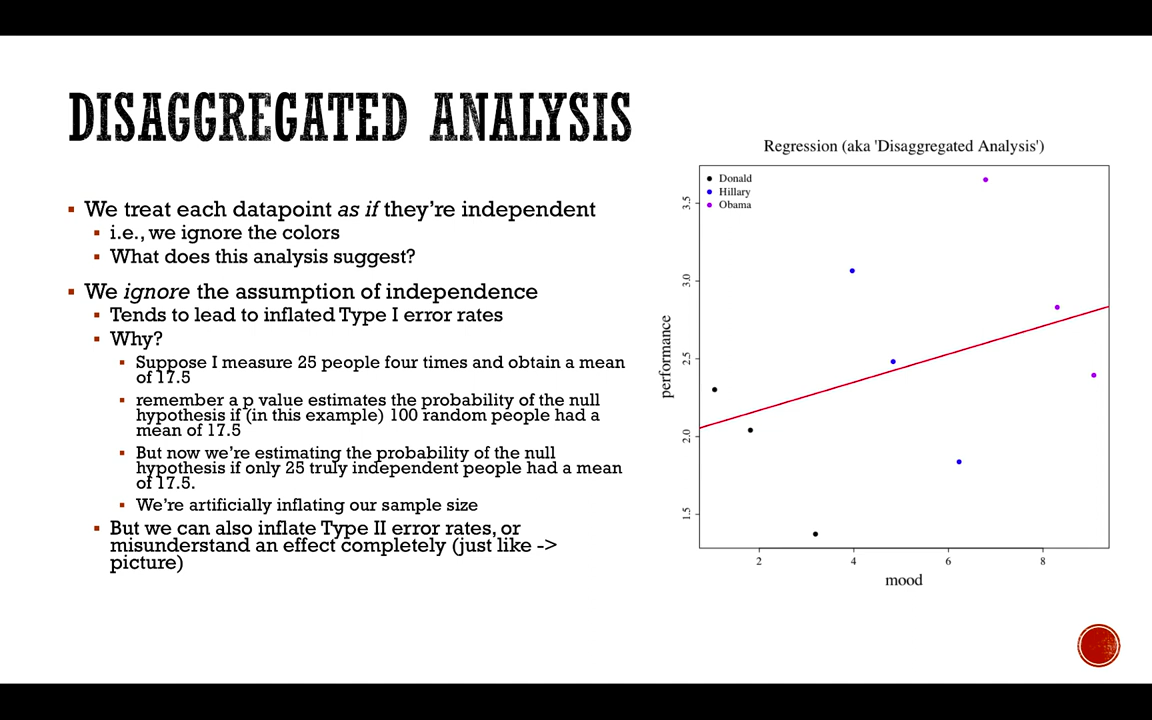 DISAGGREGATED ANALYSIS
We treat each datapoint as if they're independent
i.e., we ignore the colors
What does this analysis suggest?
We ignore the assumption of independence
Tends to lead to inflated Type I error rates
Why?
Suppose I measure 25 people four times and obtain a mean
of 17.5
remember a p value estimates the probability of the null
hypothesis if (in this example) 100 random people had a
mean of 17.5
But now we're estimating the probability of the null
hypothesis if only 25 truly independent people had a mean
of 17.5.
We're artificially inflating our sample size
But we can also inflate Type II error rates, or
misunderstand an effect completely (just like ->
picture)
Regression (aka 'Disaggregated Analysis')
Donald
Hillary
Obama
performance
3.5
3.0
2.5
2.0
1.5
2 4 6 8
mood